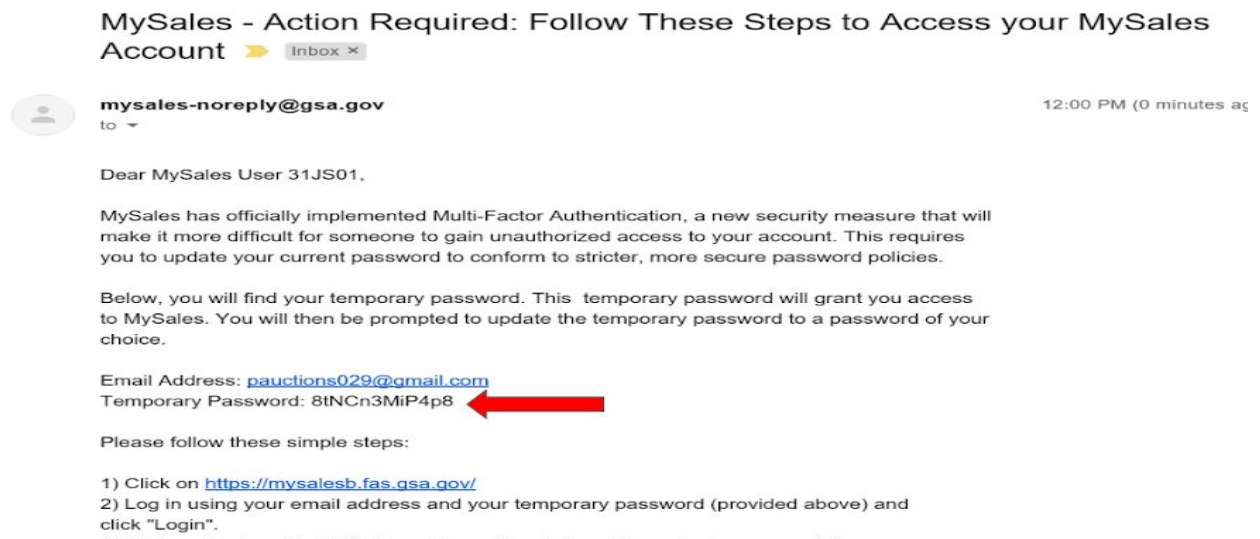 MySales - Action Required: Follow These Steps to Access your MySales
Account Inbox ×
mysales-noreply@gsa.gov
12:00 PM (0 minutes ag
to
Dear MySales User 31JS01,
MySales has officially implemented Multi-Factor Authentication, a new security measure that will
make it more difficult for someone to gain unauthorized access to your account. This requires
you to update your current password to conform to stricter, more secure password policies.
Below, you will find your temporary password. This temporary password will grant you access
to MySales. You will then be prompted to update the temporary password to a password of your
choice.
Email Address: pauctions029@gmail.com
Temporary Password: 8tNCn3MiP4p8
Please follow these simple steps:
1) Click on https://mysalesb.fas.gsa.gov/
2) Log in using your email address and your temporary password (provided above) and
click "Login".